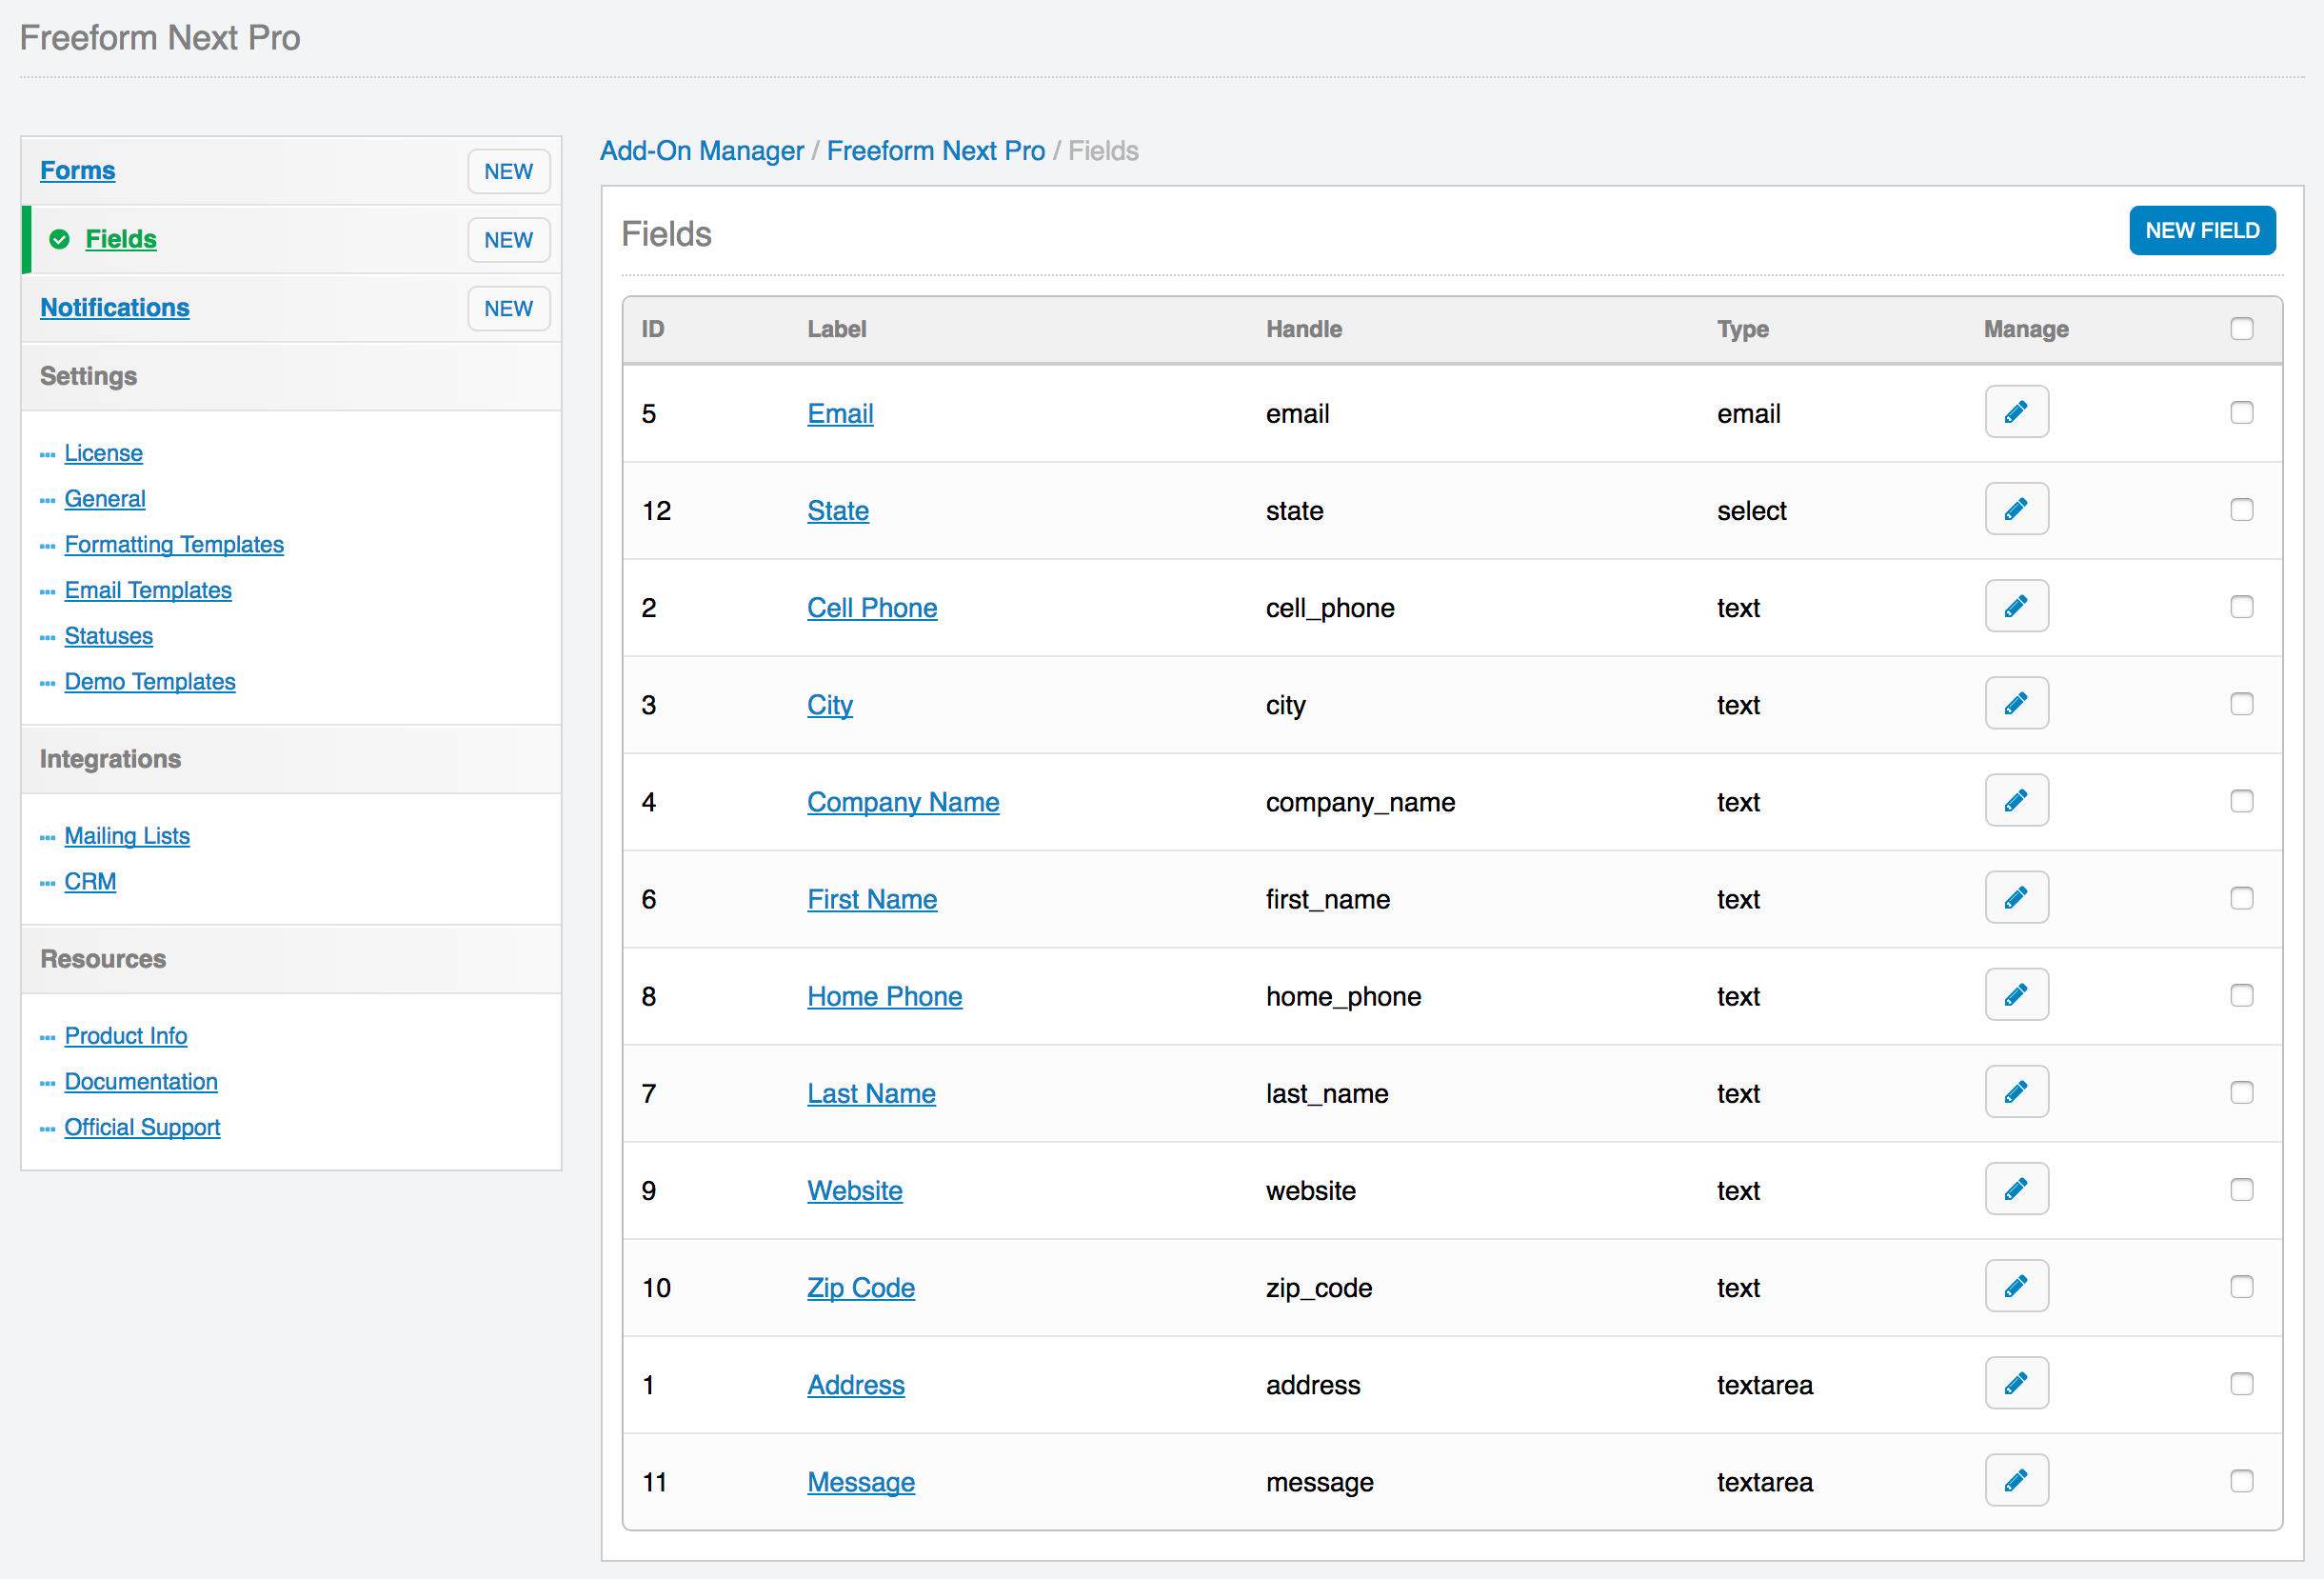 Freeform Next Pro
Forms NEW
Fields NEW
Notifications NEW
Settings
License
General
Formatting Templates
Email Templates
Statuses
Demo Templates
Integrations
Mailing Lists
CRM
Resources
Product Info
Documentation
Official Support
Add-On Manager / Freeform Next Pro / Fields
Fields NEW FIELD
ID Label Handle Type Manage
5 Email email email
12 State state select
2 Cell Phone cell_phone text
3 City city text
4 Company Name company_name text
6 First Name first_name text
8 Home Phone home_phone text
7 Last Name last_name text
9 Website website text
10 Zip Code zip_code text
1 Address address textarea
11 Message message textarea